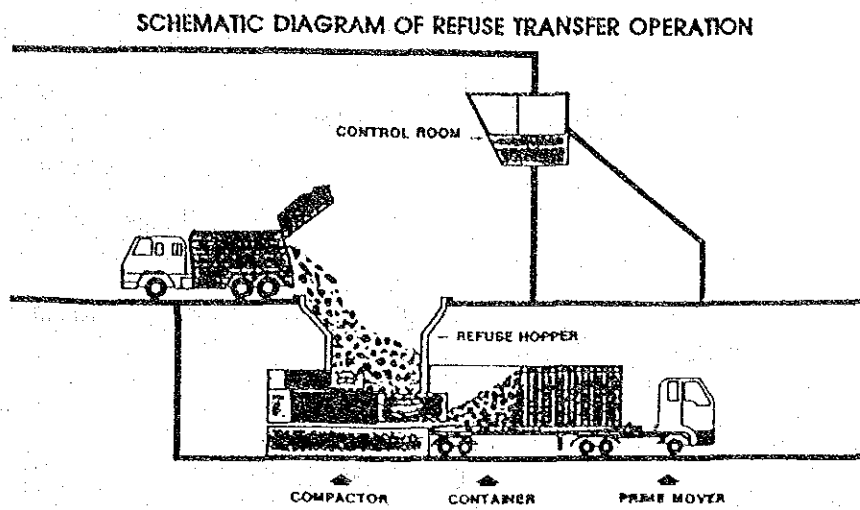 SCHEMATIC DIAGRAM OF REFUSE TRANSFER OPERATION
CONTROL ROOM
REFUSE HOPPER
COMPACTOR
CONTAINER
PRIME MOVER